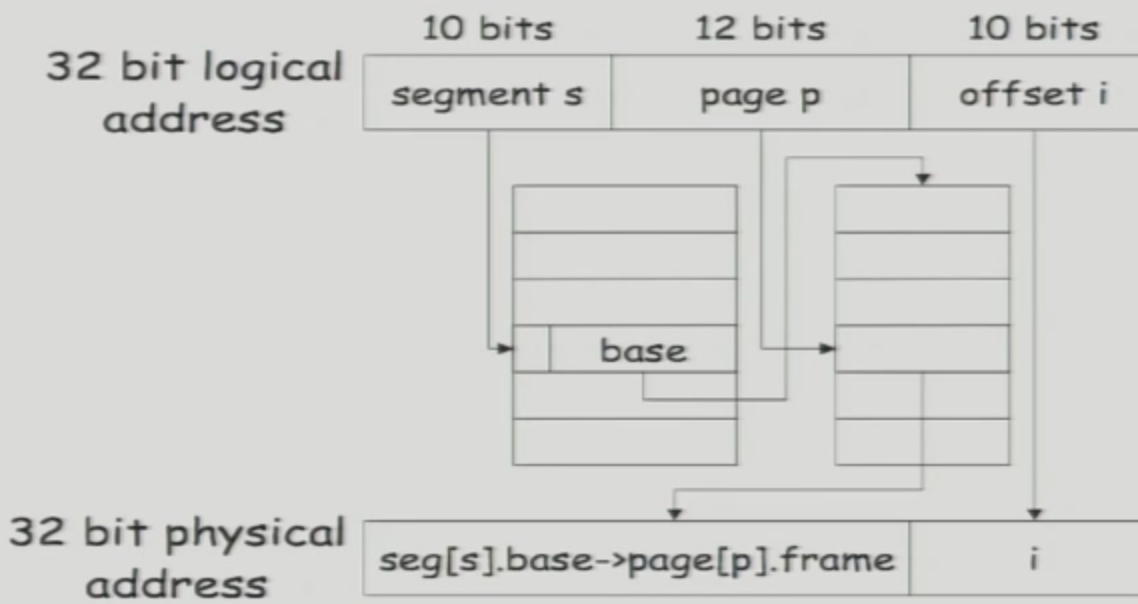 10 bits 12 bits 10 bits
32 bit logical
address
segment s page p offset i
base
32 bit physical
address
seg[s].base->page[p].frame i